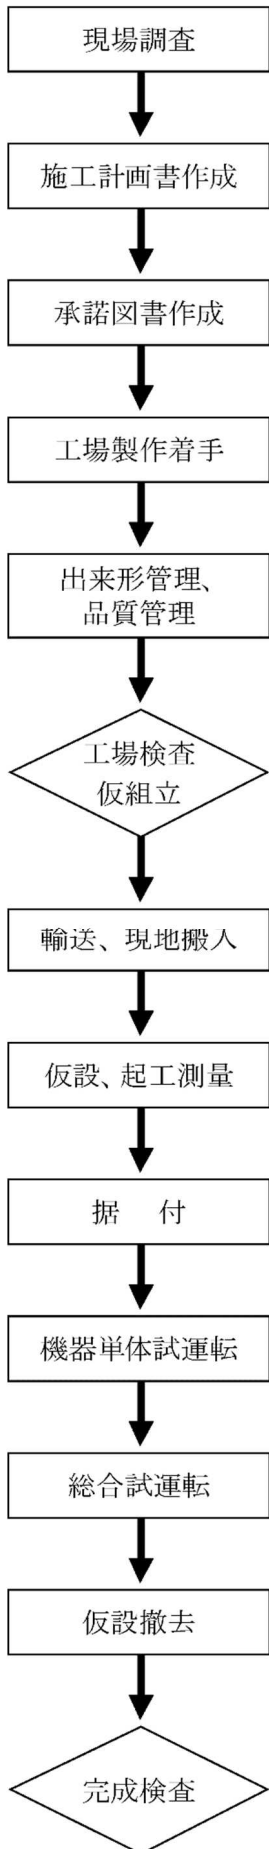 現場調査
施工計画書作成
承諾図書作成
工場製作着手
出来形管理、
品質管理
工場検査
仮組立
輸送、現地搬入
仮設、起工測量
据　付
機器単体試運転
総合試運転
仮設撤去
完成検査